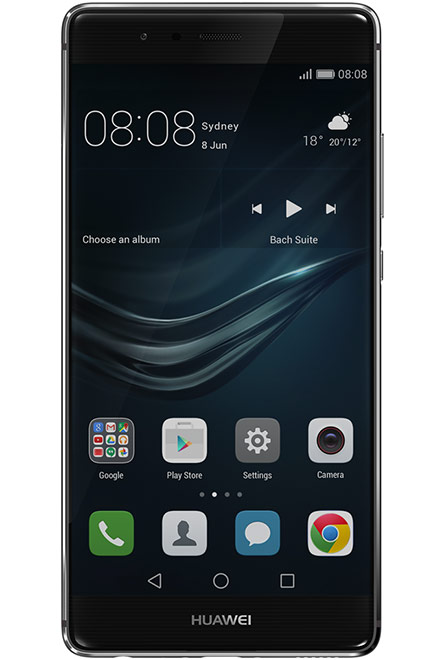 08:08
08:08
Sydney
8 Jun
18° 20°/12°
Choose an album
Bach Suite
Google
Play Store
Settings
Camera
HUAWEI